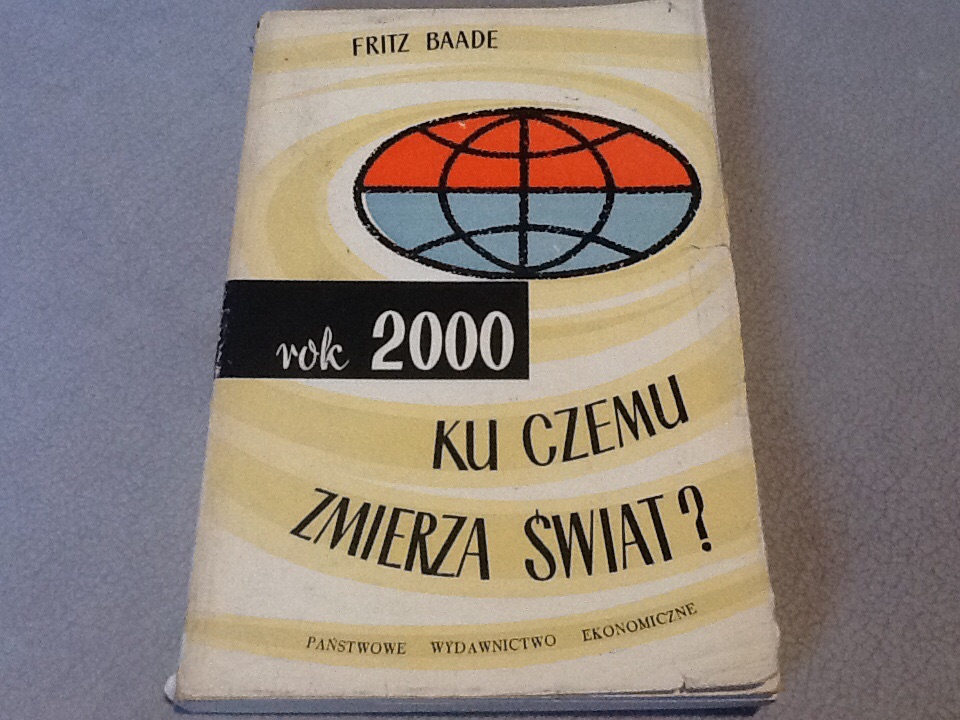 FRITZ BAADE
rok 2000
KU CZEMU
ZMIERZA ŚWIAT?
PAŃSTWOWE WYDAWNICTWO EKONOMICZNE